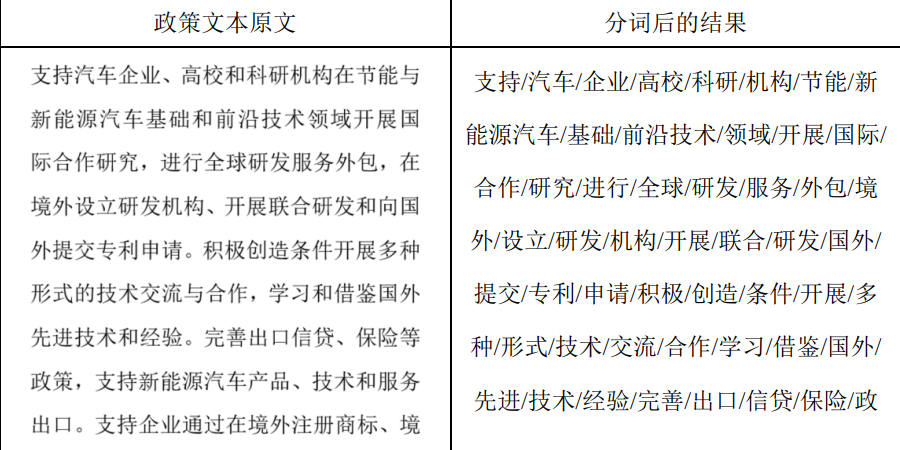 政策文本原文
分词后的结果
支持汽车企业、高校和科研机构在节能与
新能源汽车基础和前沿技术领域开展国
际合作研究，进行全球研发服务外包，在
境外设立研发机构、开展联合研发和向国
外提交专利申请。积极创造条件开展多种
形式的技术交流与合作，学习和借鉴国外
先进技术和经验。完善出口信贷、保险等
政策，支持新能源汽车产品、技术和服务
出口。支持企业通过在境外注册商标、境
支持/汽车/企业/高校/科研/机构/节能/新
能源汽车/基础/前沿技术/领域/开展/国际/
合作/研究/进行/全球/研发/服务/外包/境
外/设立/研发/机构/开展/联合/研发/国外/
提交/专利/申请/积极/创造/条件/开展/多
种/形式/技术/交流/合作/学习/借鉴/国外/
先进/技术/经验/完善/出口/信贷/保险/政